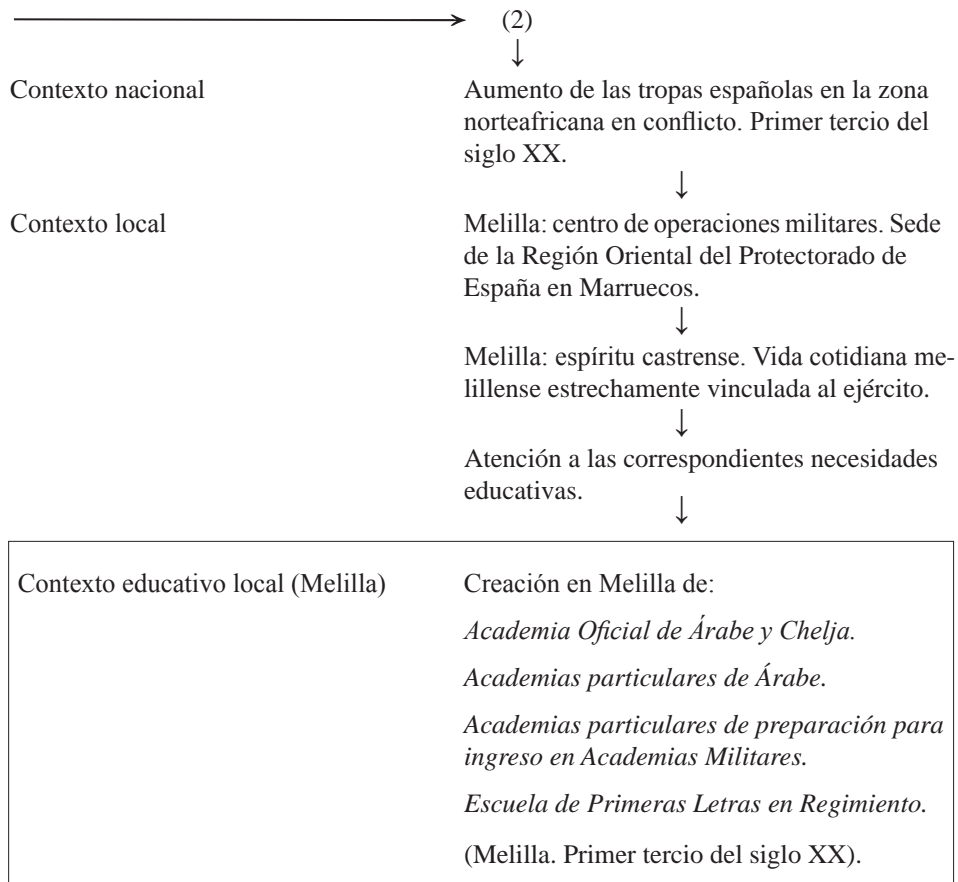 (2)
Contexto nacional
Aumento de las tropas españolas en la zona
norteafricana en conflicto. Primer tercio del
siglo XX.
Contexto local
Melilla: centro de operaciones militares. Sede
de la Región Oriental del Protectorado de
España en Marruecos.
Melilla: espíritu castrense. Vida cotidiana me-
lillense estrechamente vinculada al ejército.
Atención a las correspondientes necesidades
educativas.
Contexto educativo local (Melilla)
Creación en Melilla de:
Academia Oficial de Árabe y Chelja.
Academias particulares de Árabe.
Academias particulares de preparación para
ingreso en Academias Militares.
Escuela de Primeras Letras en Regimiento.
(Melilla. Primer tercio del siglo XX).